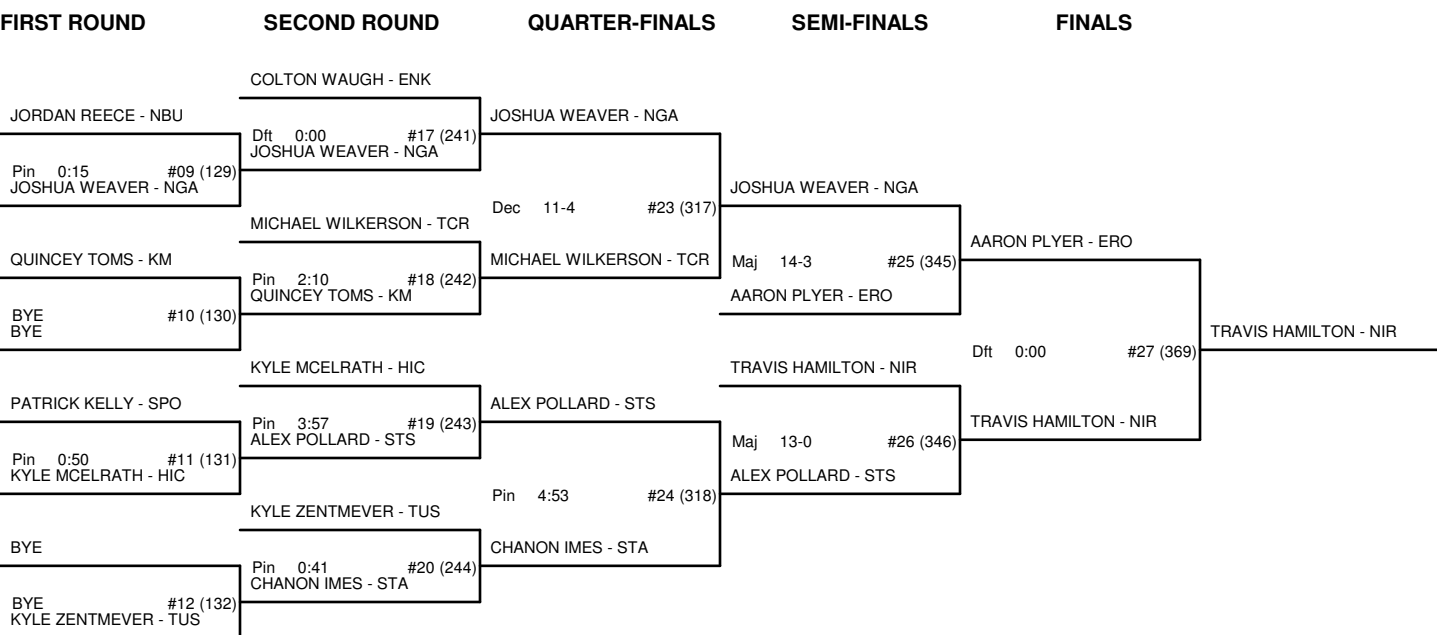 FIRST ROUND SECOND ROUND QUARTER-FINALS SEMI-FINALS FINALS
COLTON WAUGH - ENK
JORDAN REECE - NBU
JOSHUA WEAVER - NGA
Dft 0:00 #17 (241)
JOSHUA WEAVER - NGA
Pin 0:15 #09 (129)
JOSHUA WEAVER - NGA
JOSHUA WEAVER - NGA
Dec 11-4 #23 (317)
MICHAEL WILKERSON - TCR
AARON PLYER - ERO
QUINCEY TOMS - KM
MICHAEL WILKERSON - TCR
Maj 14-3 #25 (345)
Pin 2:10 #18 (242)
QUINCEY TOMS - KM
AARON PLYER - ERO
BYE #10 (130)
BYE
TRAVIS HAMILTON - NIR
Dft 0:00 #27 (369)
KYLE MCELRATH - HIC
TRAVIS HAMILTON - NIR
PATRICK KELLY - SPO
ALEX POLLARD - STS
TRAVIS HAMILTON - NIR
Pin 3:57 #19 (243)
ALEX POLLARD - STS
Maj 13-0 #26 (346)
Pin 0:50 #11 (131)
KYLE MCELRATH - HIC
ALEX POLLARD - STS
Pin 4:53 #24 (318)
KYLE ZENTMEVER - TUS
BYE
CHANON IMES - STA
Pin 0:41 #20 (244)
CHANON IMES - STA
BYE #12 (132)
KYLE ZENTMEVER - TUS